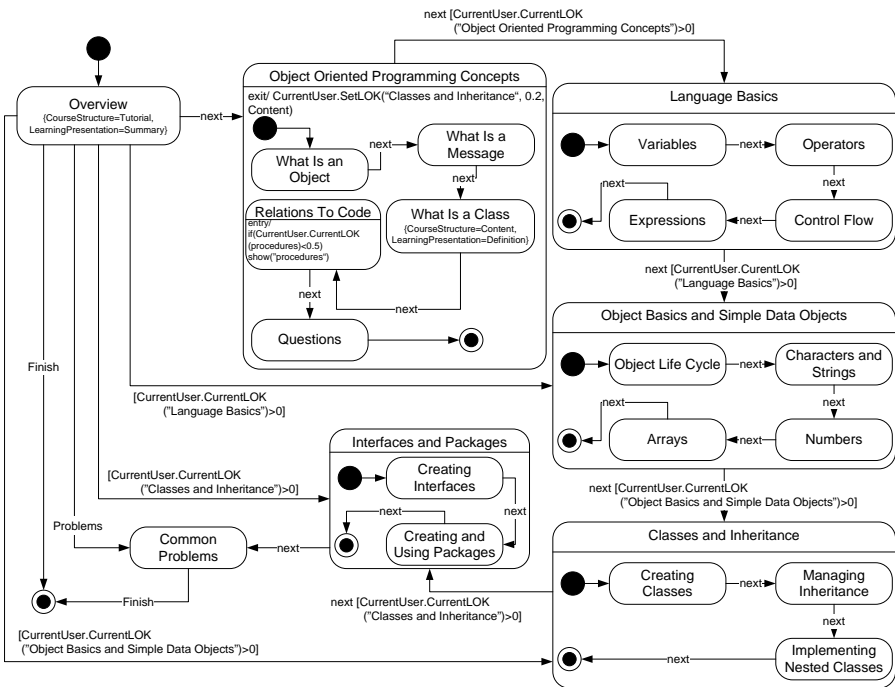 next [CurrentUser.CurrentLOK
("Object Oriented Programming Concepts")>0]
Overview
{CourseStructure=Tutorial,
LearningPresentation=Summary}
next
Object Oriented Programming Concepts
exit/ CurrentUser.SetLOK("Classes and Inheritance", 0.2,
Content)
What Is an
Object
next
What Is a
Message
next
Relations To Code
entry/
if(CurrentUser.CurrentLOK
(procedures)<0.5)
show("procedures")
What Is a Class
{CourseStructure=Content,
LearningPresentation=Definition}
next
next
Questions
Language Basics
Variables
next
Operators
next
next
Expressions
next
Control Flow
next [CurrentUser.CurentLOK
("Language Basics")>0]
Object Basics and Simple Data Objects
Object Life Cycle
next
Characters and
Strings
next
next
Arrays
next
Numbers
next [CurrentUser.CurrentLOK
("Object Basics and Simple Data Objects")>0]
Classes and Inheritance
Creating
Classes
next
Managing
Inheritance
next
Implementing
Nested Classes
next
Finish
[CurrentUser.CurrentLOK
("Language Basics")>0]
Interfaces and Packages
Creating
Interfaces
next
next
Creating and
Using Packages
[CurrentUser.CurrentLOK
("Classes and Inheritance")>0]
Problems
Common
Problems
next
Finish
next [CurrentUser.CurrentLOK
("Classes and Inheritance")>0]
[CurrentUser.CurrentLOK
("Object Basics and Simple Data Objects")>0]